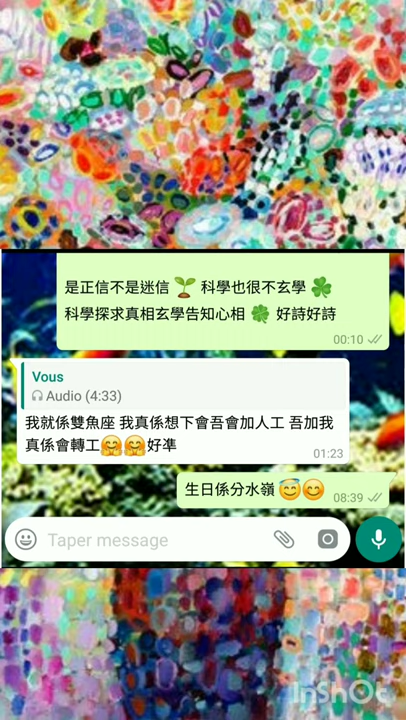 是正信不是迷信 🌱 科學也很不玄學 🍀
科學探求真相玄學告知心相 🍀 好詩好詩
00:10
Vous
Audio (4:33)
我就係雙魚座 我真係想下會吾會加人工 吾加我
真係會轉工🤗🤗好準
01:23
生日係分水嶺 😇😊
08:39
Taper message
InShOt